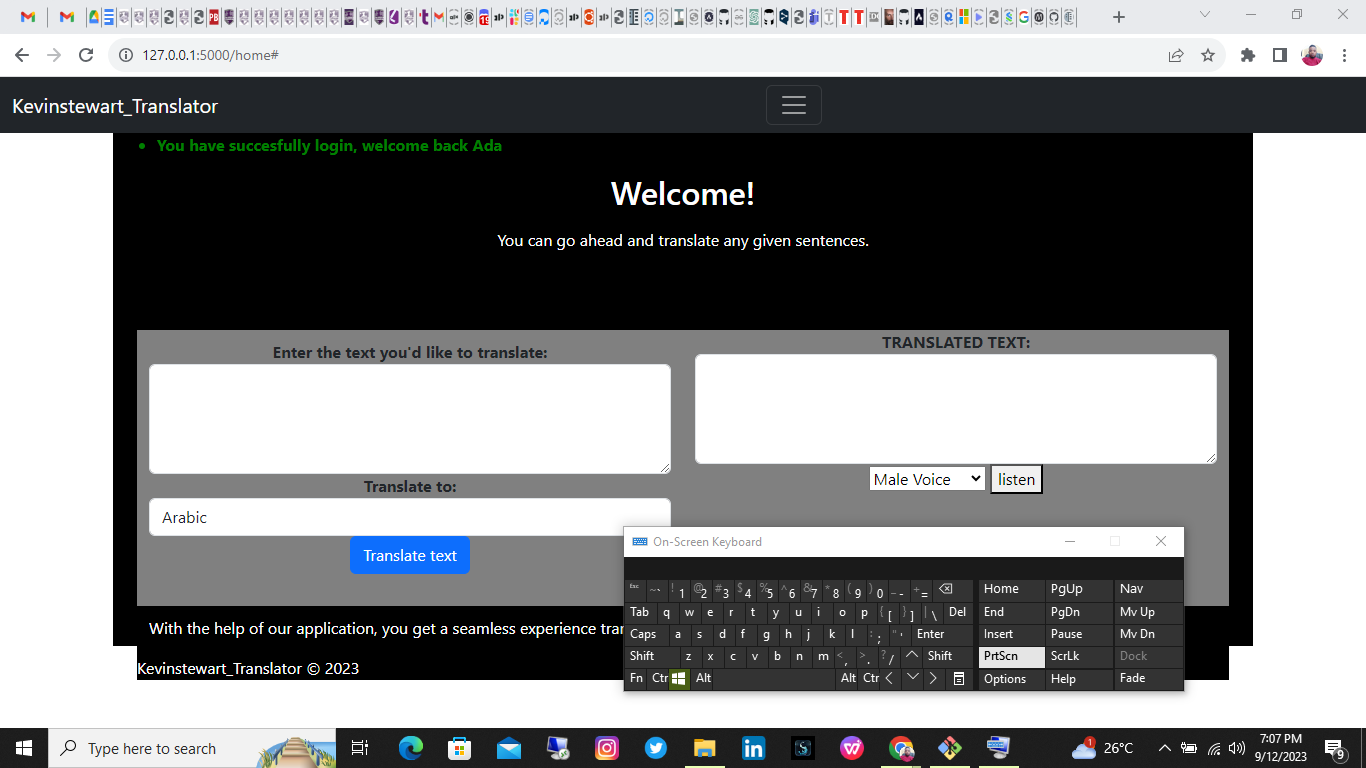 127.0.0.1:5000/home#
Kevinstewart_Translator
You have succesfully login, welcome back Ada
Welcome!
You can go ahead and translate any given sentences.
Enter the text you'd like to translate:
TRANSLATED TEXT:
Male Voice
listen
Translate to:
Arabic
Translate text
With the help of our application, you get a seamless experience
Kevinstewart_Translator © 2023
On-Screen Keyboard
Esc ~ ` ! 1 @ 2 # 3 $ 4 % 5 ^ 6 & 7 * 8 ( 9 ) 0 _ - + = Home PgUp Nav
Tab q w e r t y u i o p { [ } ] | \ Del End PgDn Mv Up
Caps a s d f g h j k l : ; " ' Enter Insert Pause Mv Dn
Shift z x c v b n m < , > . ? / Shift PrtScn ScrLk Dock
Fn Ctr Alt Alt Ctr Options Help Fade
Type here to search
1
26°C
7:07 PM
9/12/2023
9